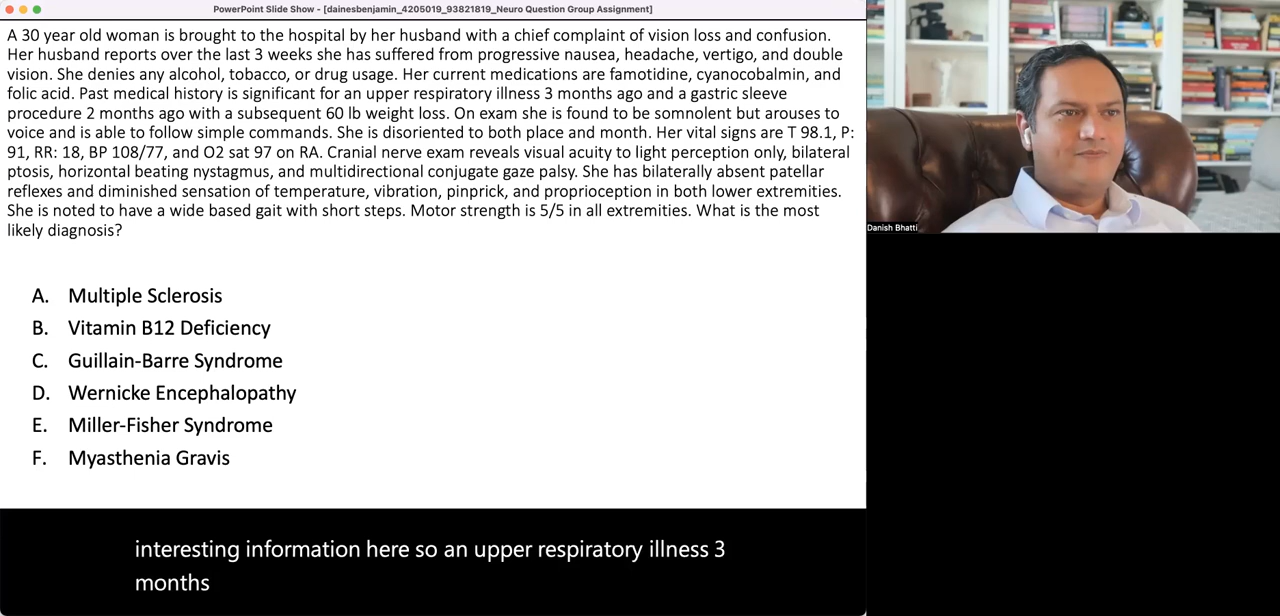 PowerPoint Slide Show - [dainesbenjamin_4205019_93821819_Neuro Question Group Assignment]
A 30 year old woman is brought to the hospital by her husband with a chief complaint of vision loss and confusion.
Her husband reports over the last 3 weeks she has suffered from progressive nausea, headache, vertigo, and double
vision. She denies any alcohol, tobacco, or drug usage. Her current medications are famotidine, cyanocobalmin, and
folic acid. Past medical history is significant for an upper respiratory illness 3 months ago and a gastric sleeve
procedure 2 months ago with a subsequent 60 lb weight loss. On exam she is found to be somnolent but arouses to
voice and is able to follow simple commands. She is disoriented to both place and month. Her vital signs are T 98.1, P:
91, RR: 18, BP 108/77, and O2 sat 97 on RA. Cranial nerve exam reveals visual acuity to light perception only, bilateral
ptosis, horizontal beating nystagmus, and multidirectional conjugate gaze palsy. She has bilaterally absent patellar
reflexes and diminished sensation of temperature, vibration, pinprick, and proprioception in both lower extremities.
She is noted to have a wide based gait with short steps. Motor strength is 5/5 in all extremities. What is the most
likely diagnosis?
A. Multiple Sclerosis
B. Vitamin B12 Deficiency
C. Guillain-Barre Syndrome
D. Wernicke Encephalopathy
E. Miller-Fisher Syndrome
F. Myasthenia Gravis
Danish Bhatti
interesting information here so an upper respiratory illness 3
months